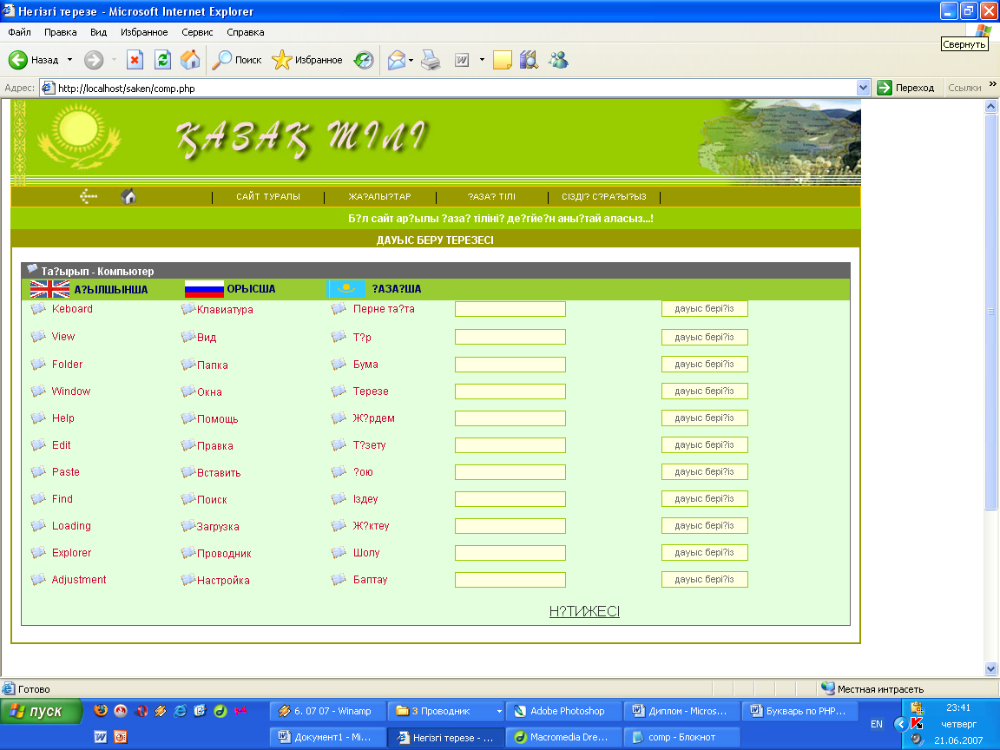 Негізгі терезе - Microsoft Internet Explorer
Файл Правка Вид Избранное Сервис Справка
Свернуть
Назад Поиск Избранное
Адрес: http://localhost/saken/comp.php Переход Ссылки »
ҚАЗАҚ ТІЛІ
САЙТ ТУРАЛЫ ЖА?АЛЫ?ТАР ?АЗА? ТІЛІ СІЗДІ? С?РА?Ы?ЫЗ
Б?л сайт ар?ылы ?аза? тіліні? де?гйе?н аны?тай аласыз...!
ДАУЫС БЕРУ ТЕРЕЗЕСІ
Та?ырып - Компьютер
А?ЫЛШЫНША ОРЫСША ?АЗА?ША
Keboard Клавиатура Перне та?та дауыс бері?із
View Вид Т?р дауыс бері?із
Folder Папка Бума дауыс бері?із
Window Окна Терезе дауыс бері?із
Help Помощь Ж?рдем дауыс бері?із
Edit Правка Т?зету дауыс бері?із
Paste Вставить ?ою дауыс бері?із
Find Поиск Іздеу дауыс бері?із
Loading Загрузка Ж?ктеу дауыс бері?із
Explorer Проводник Шолу дауыс бері?із
Adjustment Настройка Баптау дауыс бері?із
Н?ТИЖЕСІ
Готово Местная интрасеть
пуск 6. 07 07 - Winamp 3 Проводник Adobe Photoshop Диплом - Micros... Букварь по PHP... 23:41
EN четверг
Документ1 - Mi... Негізгі терезе - ... Macromedia Dre... comp - Блокнот 21.06.2007